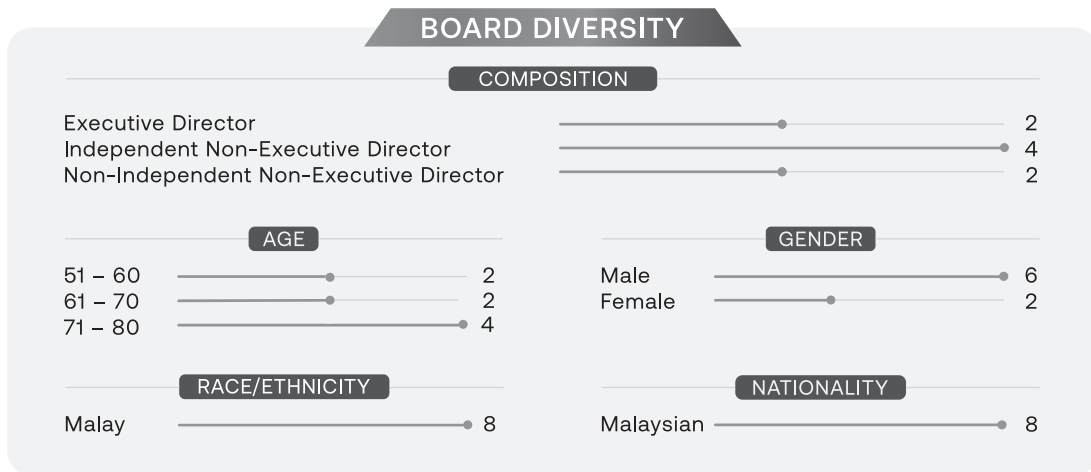 BOARD DIVERSITY
COMPOSITION
Executive Director 2
Independent Non-Executive Director 4
Non-Independent Non-Executive Director 2
AGE
51 – 60 2
61 – 70 2
71 – 80 4
GENDER
Male 6
Female 2
RACE/ETHNICITY
Malay 8
NATIONALITY
Malaysian 8